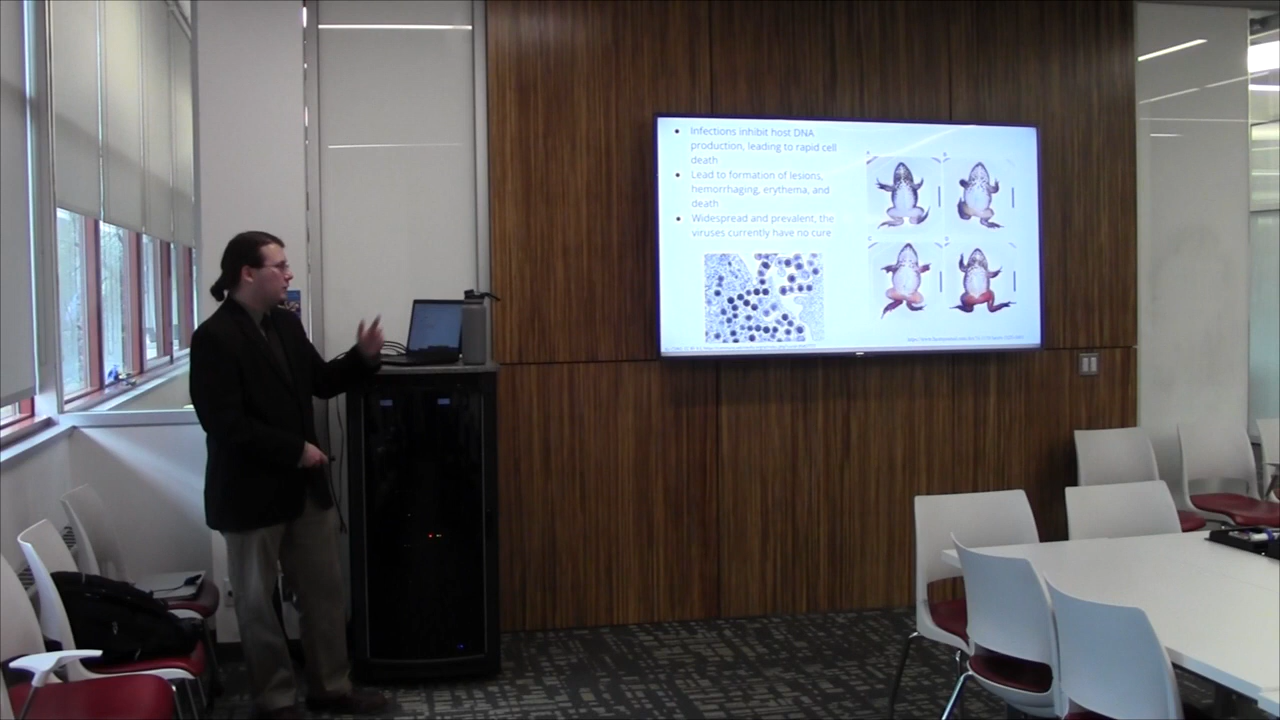 • Infections inhibit host DNA
production, leading to rapid cell
death
• Lead to formation of lesions,
hemorrhaging, erythema, and
death
• Widespread and prevalent, the
viruses currently have no cure